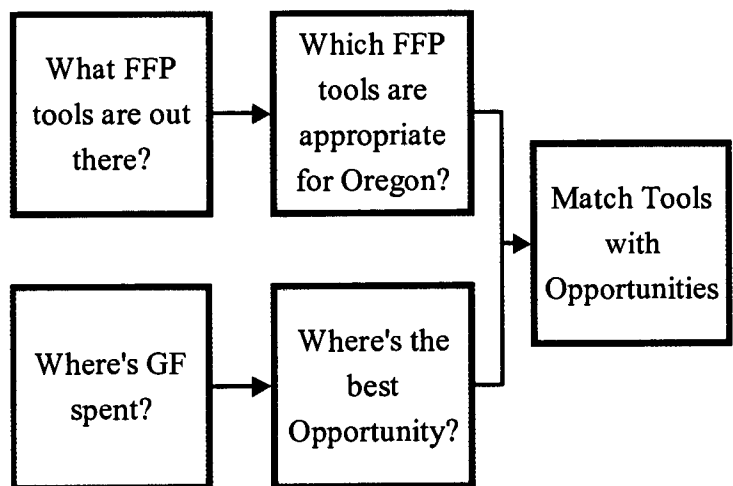 What FFP
tools are out
there?
Which FFP
tools are
appropriate
for Oregon?
Match Tools
with
Opportunities
Where's GF
spent?
Where's the
best
Opportunity?